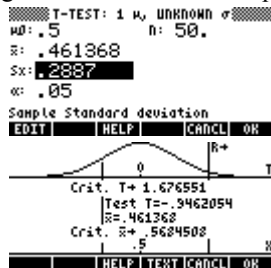 T-TEST: 1 μ, UNKNOWN σ
μ0: .5 n: 50.
x̄: .461368
Sx: .2887
α: .05
Sample Standard deviation
EDIT HELP CANCL OK
R→
0 T
Crit. T→ 1.676551
Test T=-.9462054
x̄=.461368
Crit. x̄→ .5684508
.5 X
HELP TEXT CANCL OK